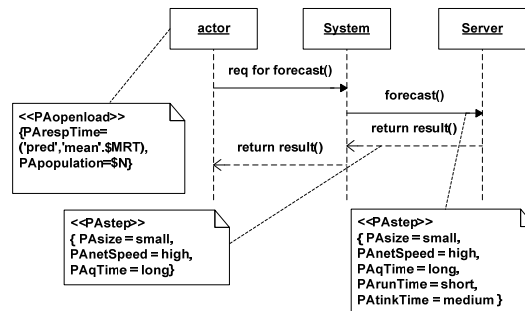 actor
System
Server
req for forecast()
forecast()
<<PAopenload>>
{PArespTime=
('pred','mean'.$MRT),
PApopulation=$N}
return result()
return result()
<<PAstep>>
{ PAsize = small,
PAnetSpeed = high,
PAqTime = long}
<<PAstep>>
{ PAsize = small,
PAnetSpeed = high,
PAqTime = long,
PArunTime = short,
PAtinkTime = medium }